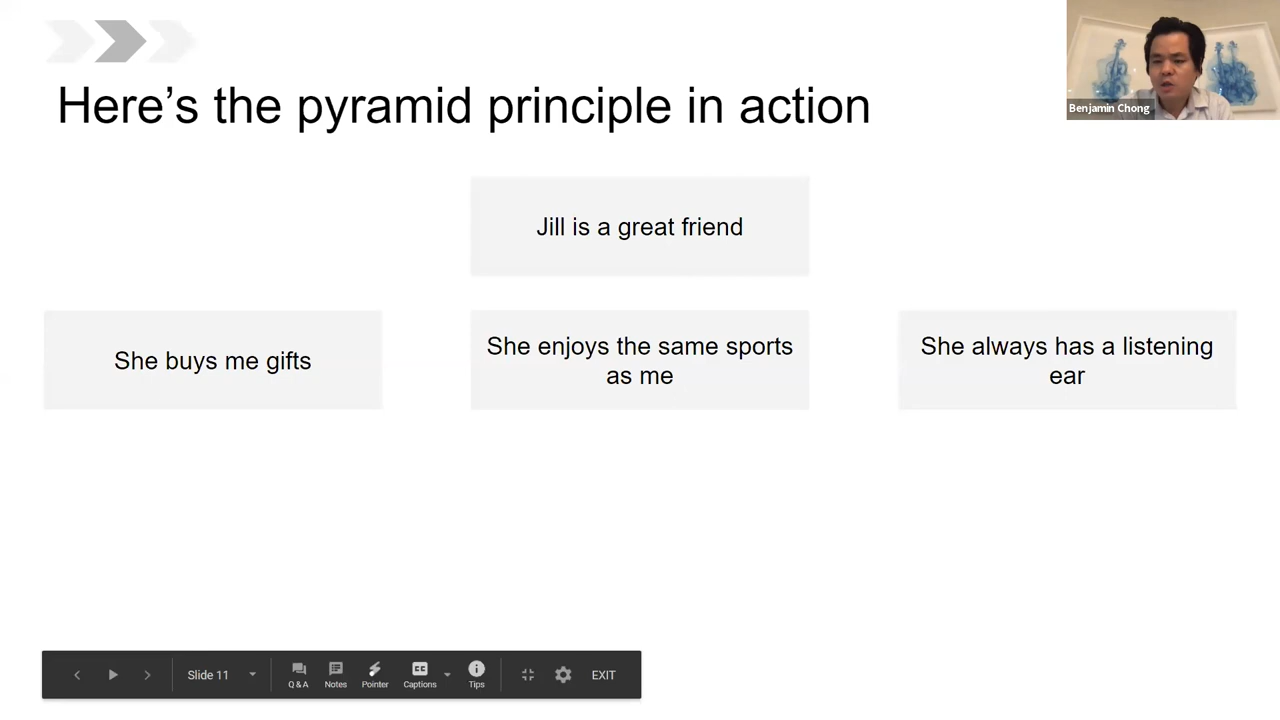 Here’s the pyramid principle in action
Benjamin Chong
Jill is a great friend
She buys me gifts
She enjoys the same sports
as me
She always has a listening
ear
Slide 11
Q & A
Notes
Pointer
CC
Captions
Tips
EXIT